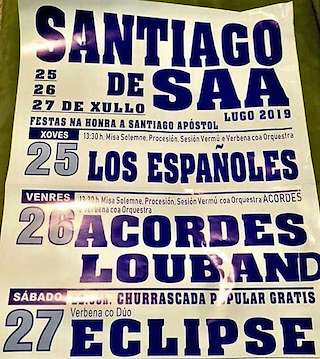 SANTIAGO
25 DE SAA
26
27 DE XULLO LUGO 2019
FESTAS NA HONRA A SANTIAGO APÓSTOL
XOVES 13:30 h. Misa Solemne, Procesión, Sesión Vermú e Verbena coa Orquestra
25 LOS ESPAÑOLES
VENRES Misa Solemne, Procesión, Sesión Vermú coa Orquestra ACORDES
e Verbena coa Orquestra
26 ACORDES
LOUBAND
SÁBADO CHURRASCADA POPULAR GRATIS
Verbena co Dúo
27 ECLIPSE